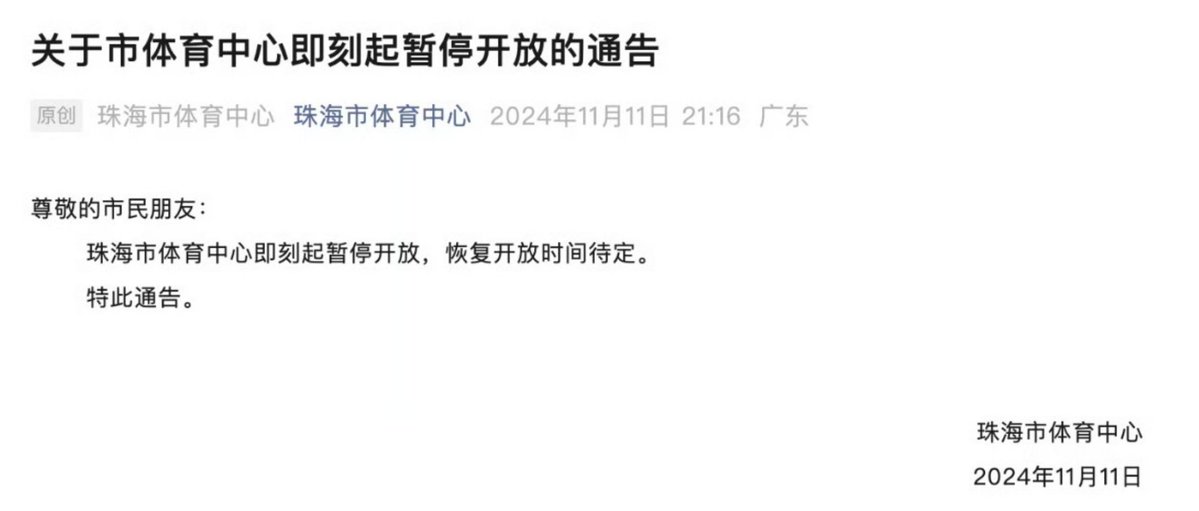 关于市体育中心即刻起暂停开放的通告
原创 珠海市体育中心 珠海市体育中心 2024年11月11日 21:16 广东
尊敬的市民朋友：
珠海市体育中心即刻起暂停开放，恢复开放时间待定。
特此通告。
珠海市体育中心
2024年11月11日